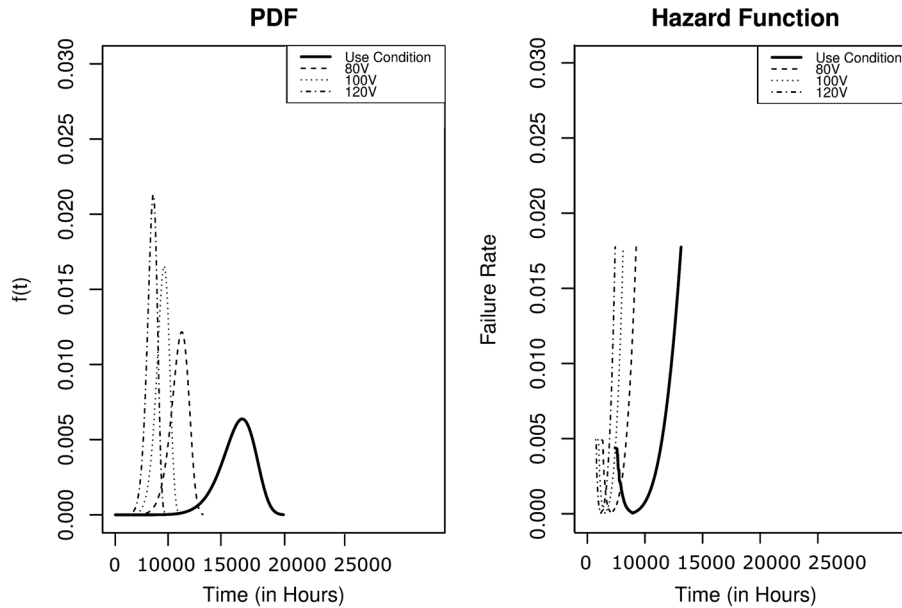 PDF
Hazard Function
Use Condition
80V
100V
120V
Use Condition
80V
100V
120V
f(t)
0.000
0.005
0.010
0.015
0.020
0.025
0.030
0 10000 15000 20000 25000
Time (in Hours)
Failure Rate
0.000
0.005
0.010
0.015
0.020
0.025
0.030
0 10000 15000 20000 25000
Time (in Hours)